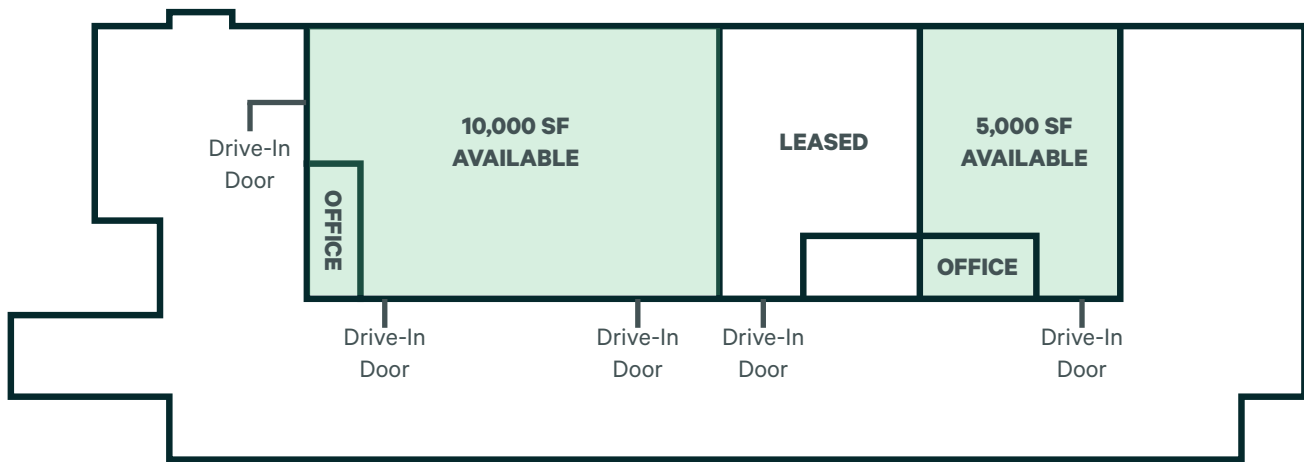 10,000 SF
AVAILABLE
LEASED
5,000 SF
AVAILABLE
Drive-In
Door
OFFICE
OFFICE
Drive-In
Door
Drive-In
Door
Drive-In
Door
Drive-In
Door